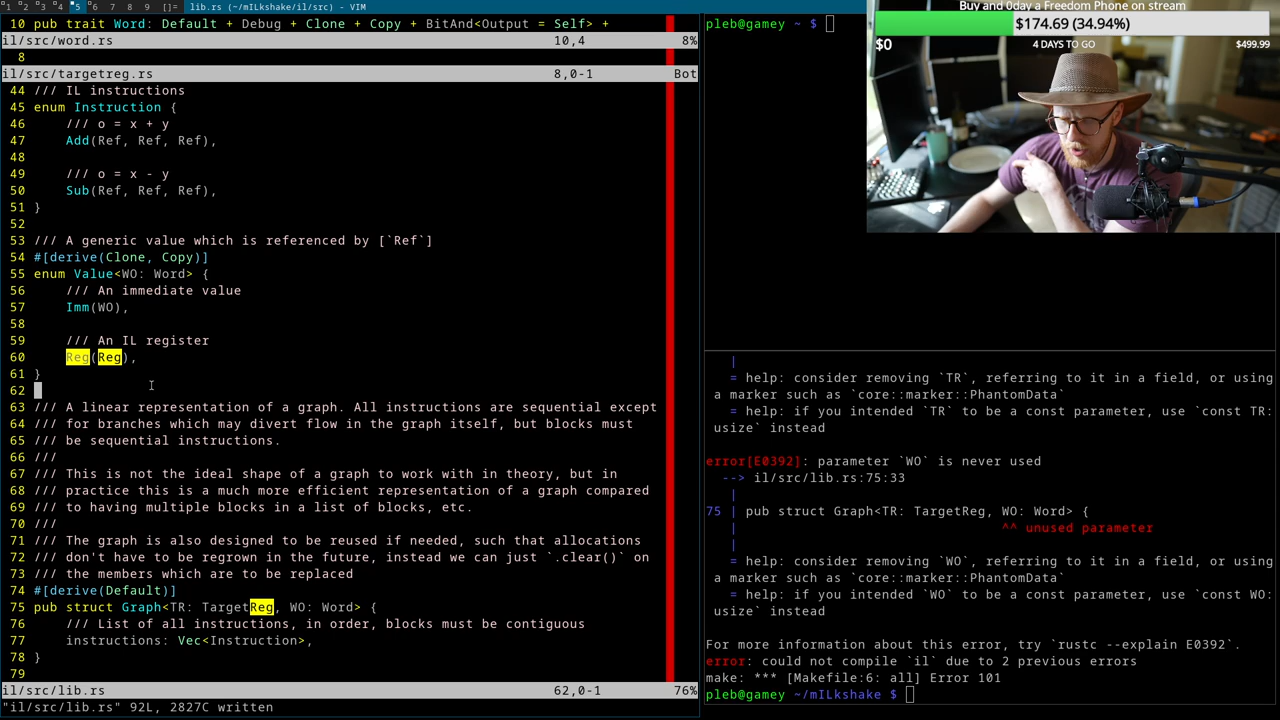 1 2 3 4 5 6 7 8 9 []= lib.rs (~/mILkshake/il/src) - VIM
10 pub trait Word: Default + Debug + Clone + Copy + BitAnd<Output = Self> +
il/src/word.rs 10,4 8%
8
il/src/targetreg.rs 8,0-1 Bot
44 /// IL instructions
45 enum Instruction {
46     /// o = x + y
47     Add(Ref, Ref, Ref),
48
49     /// o = x - y
50     Sub(Ref, Ref, Ref),
51 }
52
53 /// A generic value which is referenced by [`Ref`]
54 #[derive(Clone, Copy)]
55 enum Value<WO: Word> {
56     /// An immediate value
57     Imm(WO),
58
59     /// An IL register
60     Reg(Reg),
61 }
62
63 /// A linear representation of a graph. All instructions are sequential except
64 /// for branches which may divert flow in the graph itself, but blocks must
65 /// be sequential instructions.
66 ///
67 /// This is not the ideal shape of a graph to work with in theory, but in
68 /// practice this is a much more efficient representation of a graph compared
69 /// to having multiple blocks in a list of blocks, etc.
70 ///
71 /// The graph is also designed to be reused if needed, such that allocations
72 /// don't have to be regrown in the future, instead we can just `.clear()` on
73 /// the members which are to be replaced
74 #[derive(Default)]
75 pub struct Graph<TR: TargetReg, WO: Word> {
76     /// List of all instructions, in order, blocks must be contiguous
77     instructions: Vec<Instruction>,
78 }
79
il/src/lib.rs 62,0-1 76%
"il/src/lib.rs" 92L, 2827C written
pleb@gamey ~ $
Buy and 0day a Freedom Phone on stream
$174.69 (34.94%)
$0 4 DAYS TO GO $499.99
|
= help: consider removing `TR`, referring to it in a field, or using
a marker such as `core::marker::PhantomData`
= help: if you intended `TR` to be a const parameter, use `const TR:
usize` instead
error[E0392]: parameter `WO` is never used
--> il/src/lib.rs:75:33
|
75 | pub struct Graph<TR: TargetReg, WO: Word> {
| ^^ unused parameter
|
= help: consider removing `WO`, referring to it in a field, or using
a marker such as `core::marker::PhantomData`
= help: if you intended `WO` to be a const parameter, use `const WO:
usize` instead
For more information about this error, try `rustc --explain E0392`.
error: could not compile `il` due to 2 previous errors
make: *** [Makefile:6: all] Error 101
pleb@gamey ~/mILkshake $